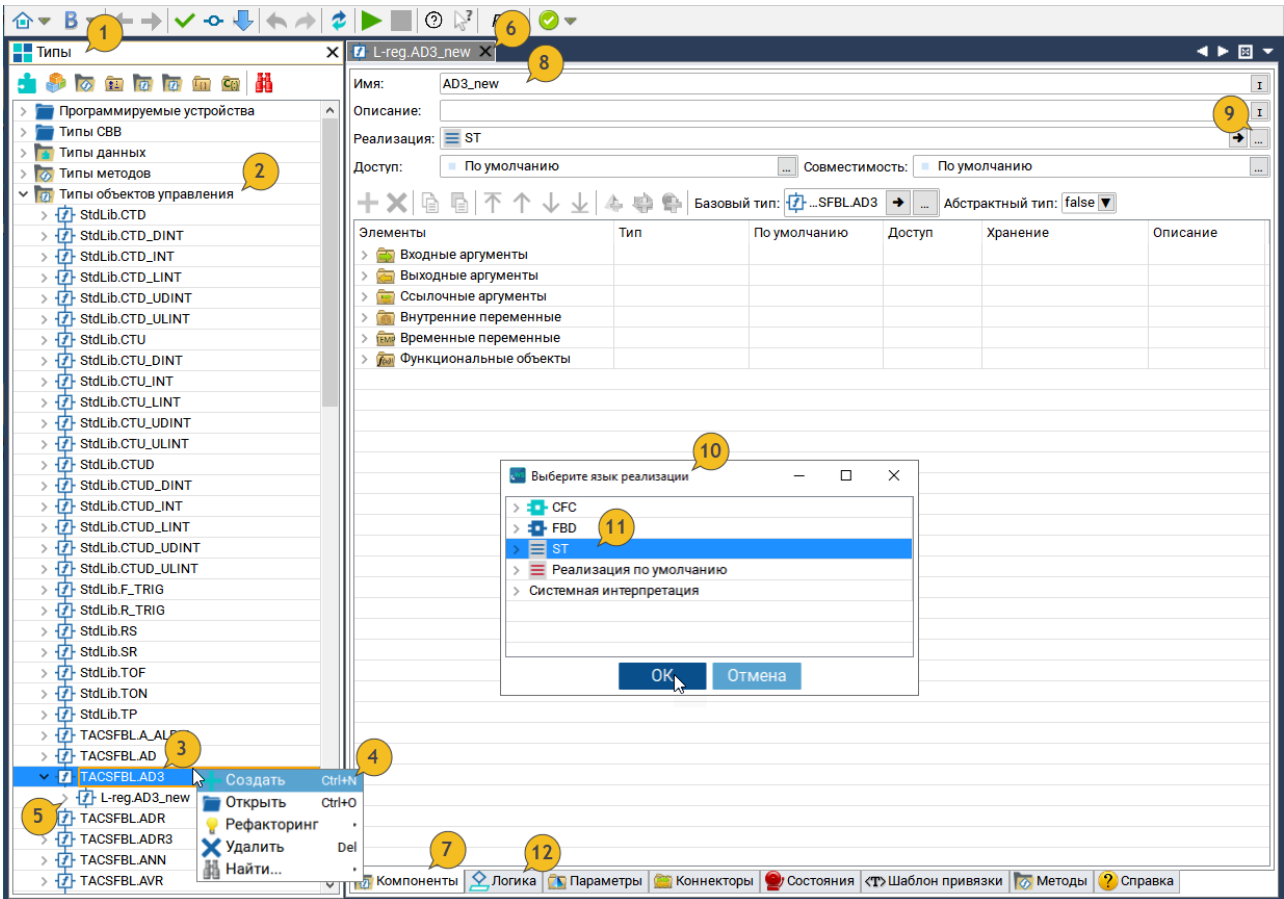 1
6
Типы
L-reg.AD3_new
8
Имя: AD3_new
Описание:
9
Реализация: ST
Доступ: По умолчанию ... Совместимость: По умолчанию ...
Базовый тип: ...SFBL.AD3 ... Абстрактный тип: false
Элементы Тип По умолчанию Доступ Хранение Описание
Входные аргументы
Выходные аргументы
Ссылочные аргументы
Внутренние переменные
Временные переменные
Функциональные объекты
Программируемые устройства
Типы СВВ
Типы данных
Типы методов
2
Типы объектов управления
StdLib.CTD
StdLib.CTD_DINT
StdLib.CTD_INT
StdLib.CTD_LINT
StdLib.CTD_UDINT
StdLib.CTD_ULINT
StdLib.CTU
StdLib.CTU_DINT
StdLib.CTU_INT
StdLib.CTU_LINT
StdLib.CTU_UDINT
StdLib.CTU_ULINT
StdLib.CTUD
StdLib.CTUD_DINT
StdLib.CTUD_INT
StdLib.CTUD_LINT
StdLib.CTUD_UDINT
StdLib.CTUD_ULINT
StdLib.F_TRIG
StdLib.R_TRIG
StdLib.RS
StdLib.SR
StdLib.TOF
StdLib.TON
StdLib.TP
TACSFBL.A_AL
TACSFBL.AD
3
TACSFBL.AD3
5
L-reg.AD3_new
TACSFBL.ADR
TACSFBL.ADR3
TACSFBL.ANN
TACSFBL.AVR
4
Создать Ctrl+N
Открыть Ctrl+O
Рефакторинг
Удалить Del
Найти...
10
Выберите язык реализации
CFC
FBD
11
ST
Реализация по умолчанию
Системная интерпретация
OK Отмена
7
12
Компоненты Логика Параметры Коннекторы Состояния <T> Шаблон привязки Методы Справка